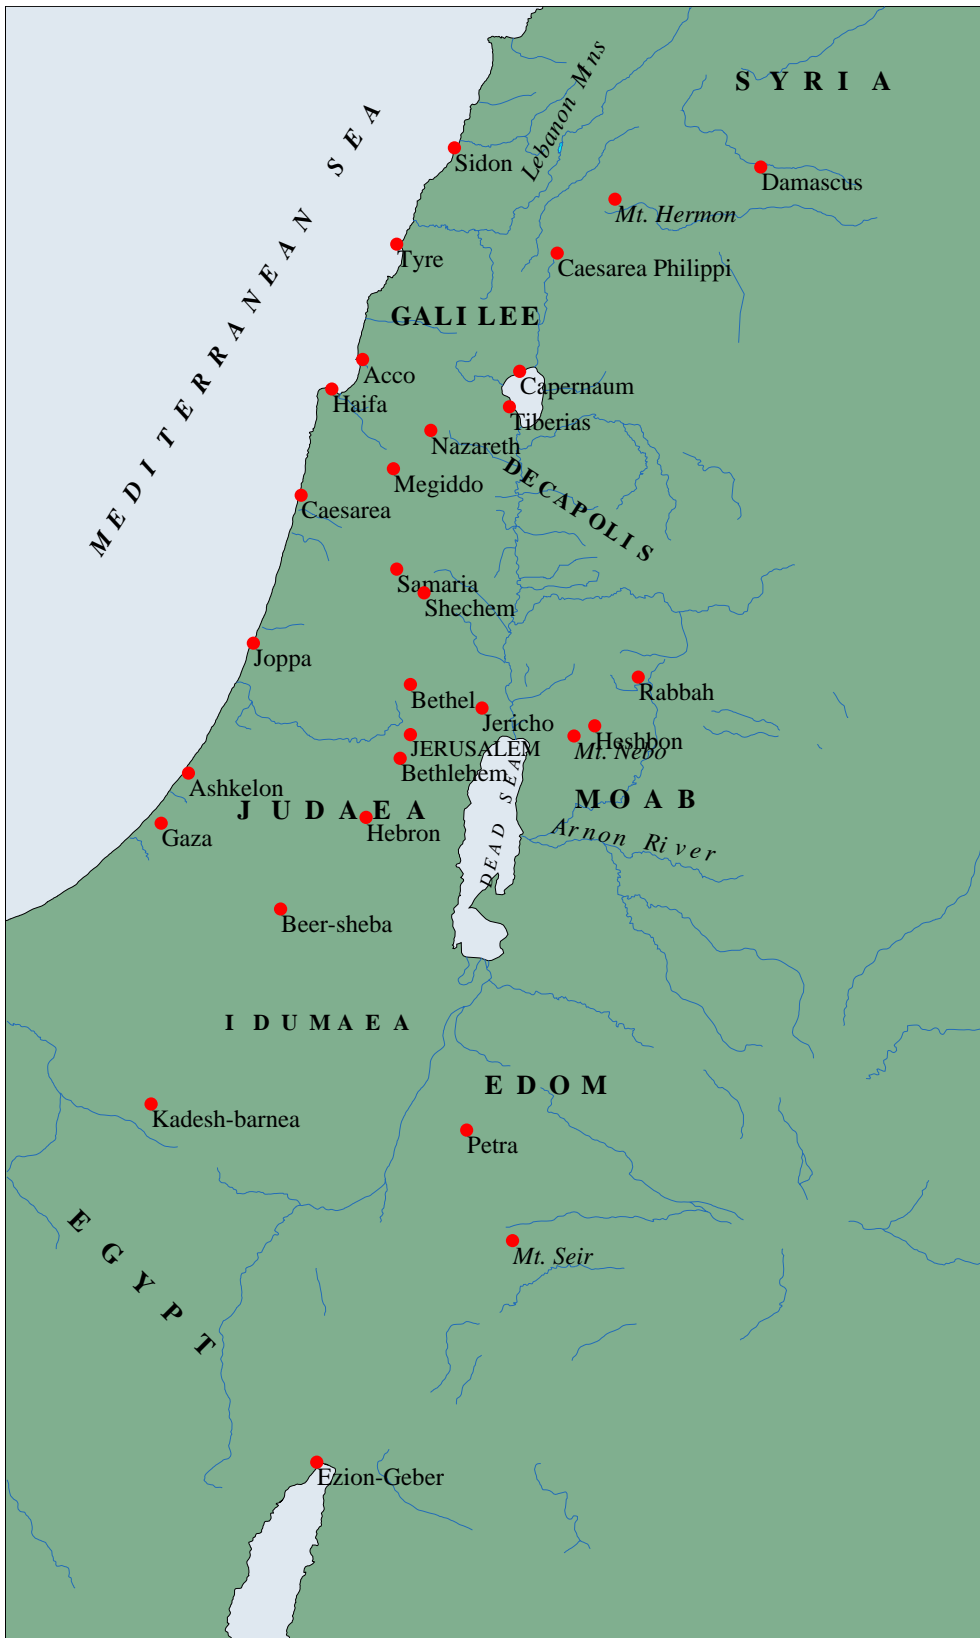 SYRIA
Lebanon Mns
MEDITERRANEAN SEA
Sidon
Damascus
Mt. Hermon
Tyre
Caesarea Philippi
GALILEE
Acco
Capernaum
Haifa
Tiberias
Nazareth
DECAPOLIS
Megiddo
Caesarea
Samaria
Shechem
Joppa
Rabbah
Bethel
Jericho
Heshbon
JERUSALEM
Mt. Nebo
Bethlehem
DEAD SEA
Ashkelon
MOAB
JUDAEA
Gaza
Hebron
Arnon River
Beer-sheba
IDUMAEA
EDOM
Kadesh-barnea
Petra
EGYPT
Mt. Seir
Ezion-Geber